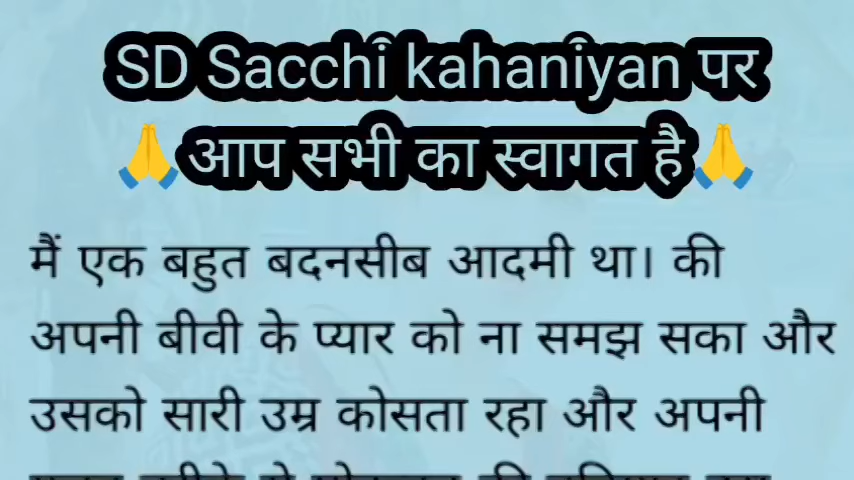 SD Sacchi kahaniyan पर
🙏आप सभी का स्वागत है🙏
मैं एक बहुत बदनसीब आदमी था। की
अपनी बीवी के प्यार को ना समझ सका और
उसको सारी उम्र कोसता रहा और अपनी